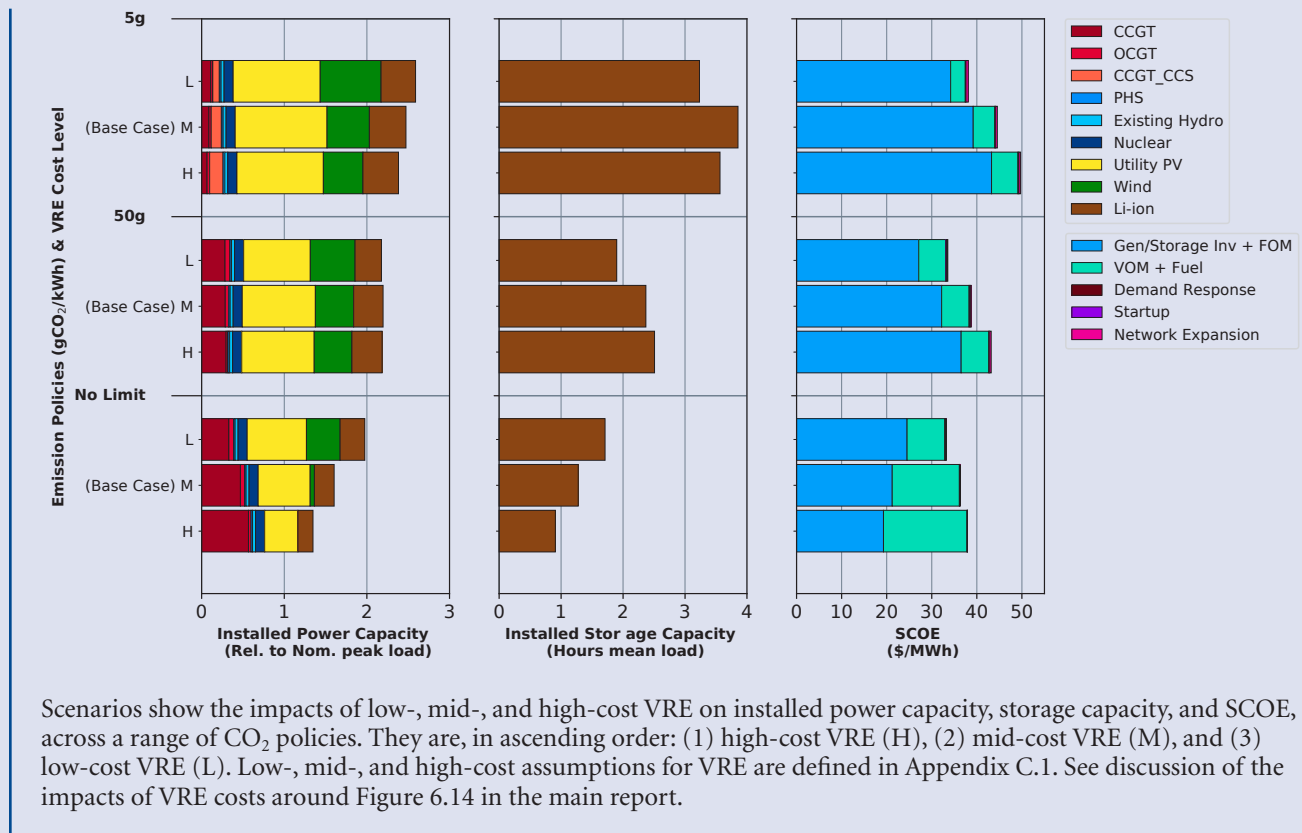 Emission Policies (gCO₂/kWh) & VRE Cost Level
5g
L
(Base Case) M
H
50g
L
(Base Case) M
H
No Limit
L
(Base Case) M
H
0 1 2 3
Installed Power Capacity
(Rel. to Nom. peak load)
0 1 2 3 4
Installed Stor age Capacity
(Hours mean load)
0 10 20 30 40 50
SCOE
($/MWh)
CCGT
OCGT
CCGT_CCS
PHS
Existing Hydro
Nuclear
Utility PV
Wind
Li-ion
Gen/Storage Inv + FOM
VOM + Fuel
Demand Response
Startup
Network Expansion
Scenarios show the impacts of low-, mid-, and high-cost VRE on installed power capacity, storage capacity, and SCOE,
across a range of CO₂ policies. They are, in ascending order: (1) high-cost VRE (H), (2) mid-cost VRE (M), and (3)
low-cost VRE (L). Low-, mid-, and high-cost assumptions for VRE are defined in Appendix C.1. See discussion of the
impacts of VRE costs around Figure 6.14 in the main report.